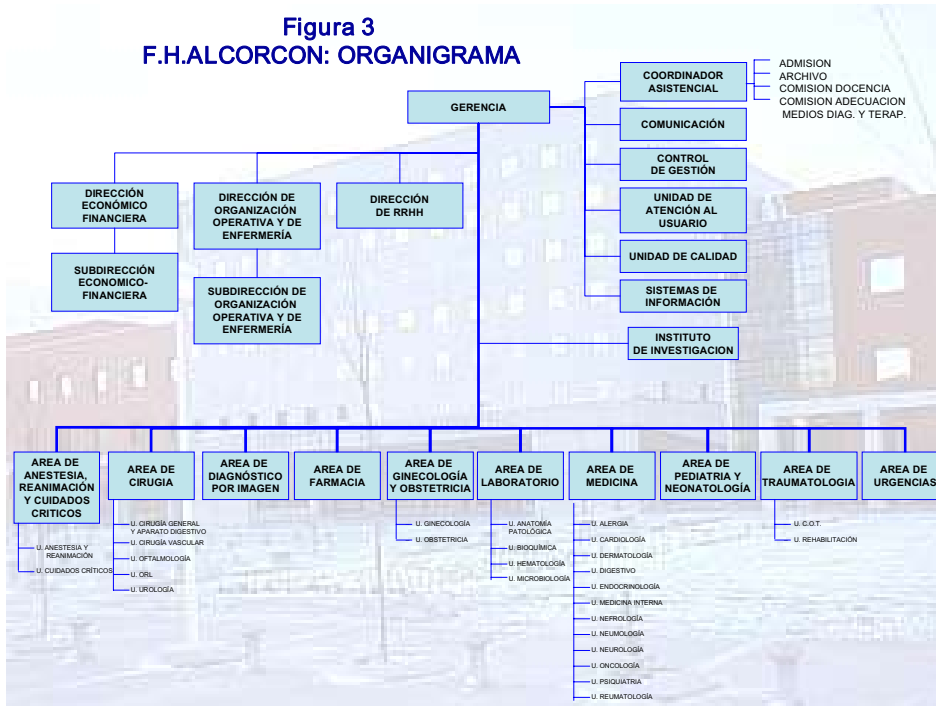 Figura 3
F.H.ALCORCON: ORGANIGRAMA
GERENCIA
COORDINADOR
ASISTENCIAL
ADMISION
ARCHIVO
COMISION DOCENCIA
COMISION ADECUACION
MEDIOS DIAG. Y TERAP.
COMUNICACIÓN
CONTROL
DE GESTIÓN
UNIDAD DE
ATENCIÓN AL
USUARIO
UNIDAD DE CALIDAD
SISTEMAS DE
INFORMACIÓN
DIRECCIÓN
ECONÓMICO
FINANCIERA
DIRECCIÓN DE
ORGANIZACIÓN
OPERATIVA Y DE
ENFERMERÍA
DIRECCIÓN
DE RRHH
SUBDIRECCIÓN
ECONOMICO-
FINANCIERA
SUBDIRECCIÓN DE
ORGANIZACIÓN
OPERATIVA Y DE
ENFERMERÍA
INSTITUTO
DE INVESTIGACION
AREA DE
ANESTESIA,
REANIMACIÓN
Y CUIDADOS
CRITICOS
U. ANESTESIA Y
REANIMACIÓN
U. CUIDADOS CRÍTICOS
AREA DE
CIRUGIA
U. CIRUGÍA GENERAL
Y APARATO DIGESTIVO
U. CIRUGÍA VASCULAR
U. OFTALMOLOGÍA
U. ORL
U. UROLOGÍA
AREA DE
DIAGNÓSTICO
POR IMAGEN
AREA DE
FARMACIA
AREA DE
GINECOLOGÍA
Y OBSTETRICIA
U. GINECOLOGÍA
U. OBSTETRICIA
AREA DE
LABORATORIO
U. ANATOMÍA
PATOLÓGICA
U. BIOQUÍMICA
U. HEMATOLOGÍA
U. MICROBIOLOGÍA
AREA DE
MEDICINA
U. ALERGIA
U. CARDIOLOGÍA
U. DERMATOLOGÍA
U. DIGESTIVO
U. ENDOCRINOLOGÍA
U. MEDICINA INTERNA
U. NEFROLOGÍA
U. NEUMOLOGÍA
U. NEUROLOGÍA
U. ONCOLOGÍA
U. PSIQUIATRIA
U. REUMATOLOGÍA
AREA DE
PEDIATRIA Y
NEONATOLOGÍA
AREA DE
TRAUMATOLOGIA
U. C.O.T.
U. REHABILITACIÓN
AREA DE
URGENCIAS